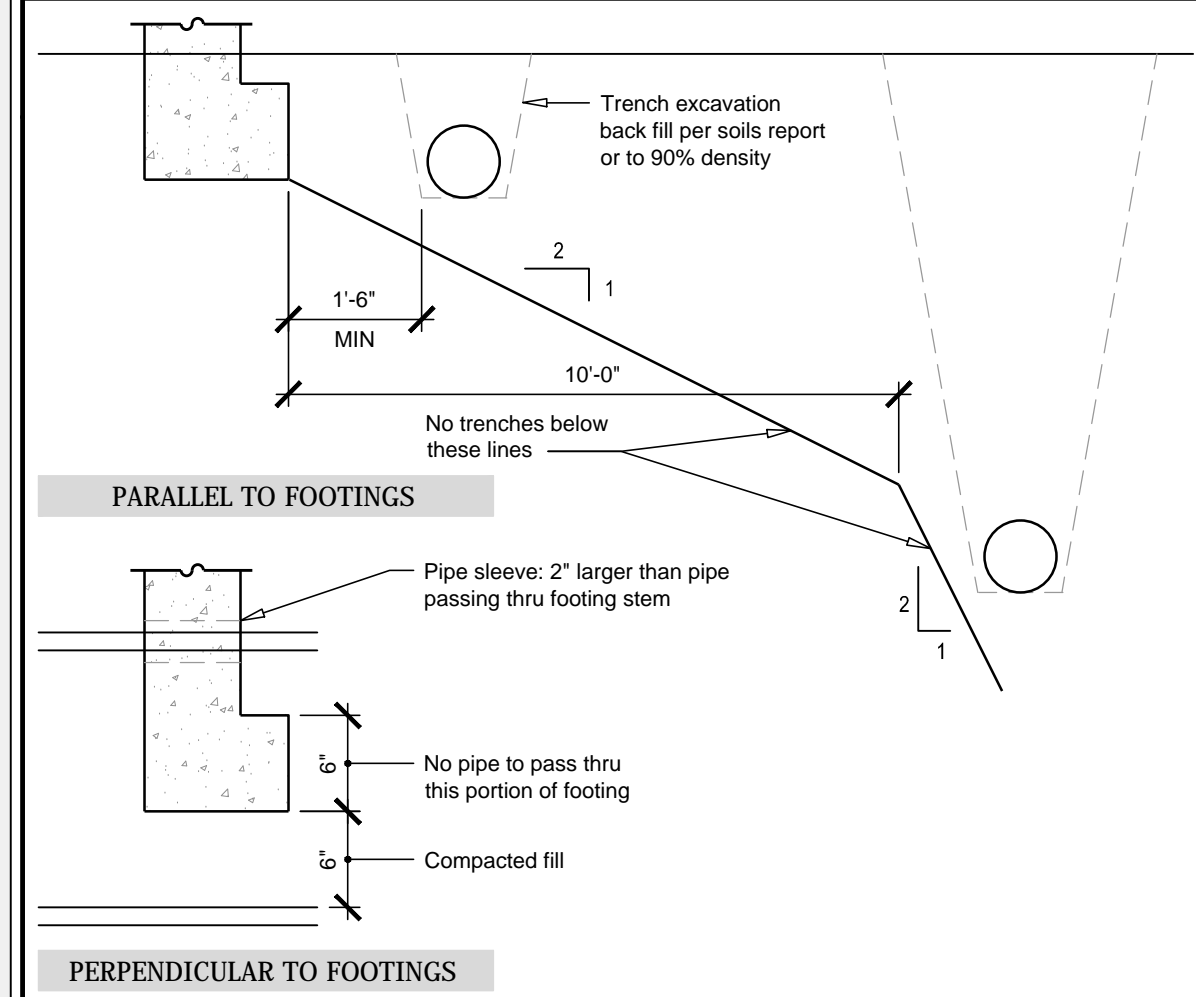 Trench excavation
back fill per soils report
or to 90% density
2
1
1'-6"
MIN
10'-0"
No trenches below
these lines
PARALLEL TO FOOTINGS
2
1
Pipe sleeve: 2" larger than pipe
passing thru footing stem
6"
No pipe to pass thru
this portion of footing
6"
Compacted fill
PERPENDICULAR TO FOOTINGS